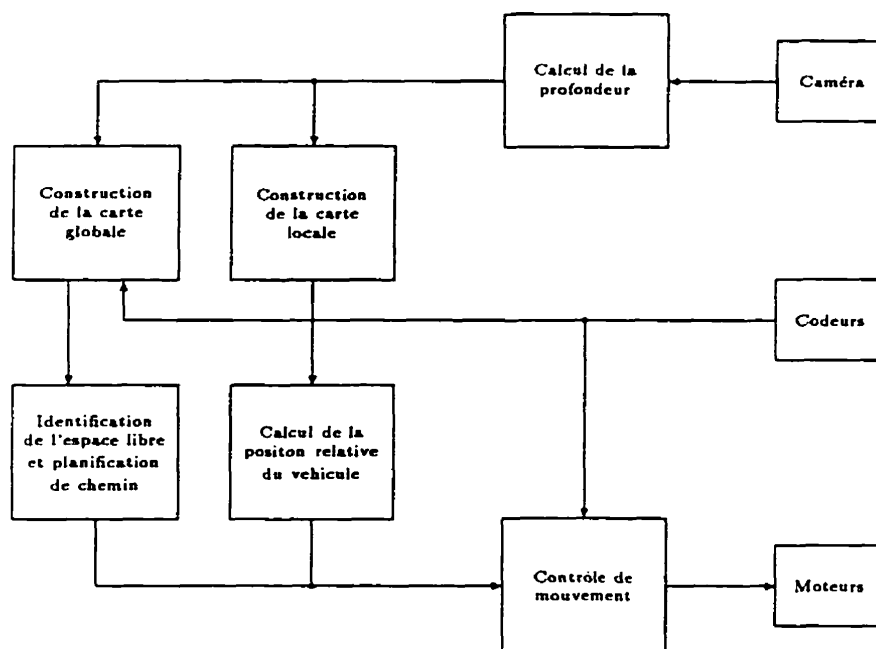 Calcul de la
profondeur
Caméra
Construction
de la carte
globale
Construction
de la carte
locale
Codeurs
Identification
de l'espace libre
et planification
de chemin
Calcul de la
positon relative
du vehicule
Contrôle de
mouvement
Moteurs